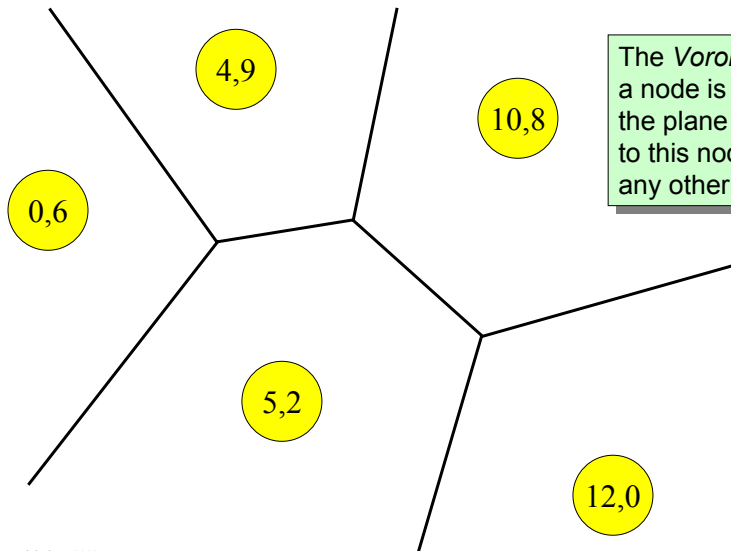 4,9
10,8
0,6
5,2
12,0
The
a node is
the plane
to this
any other